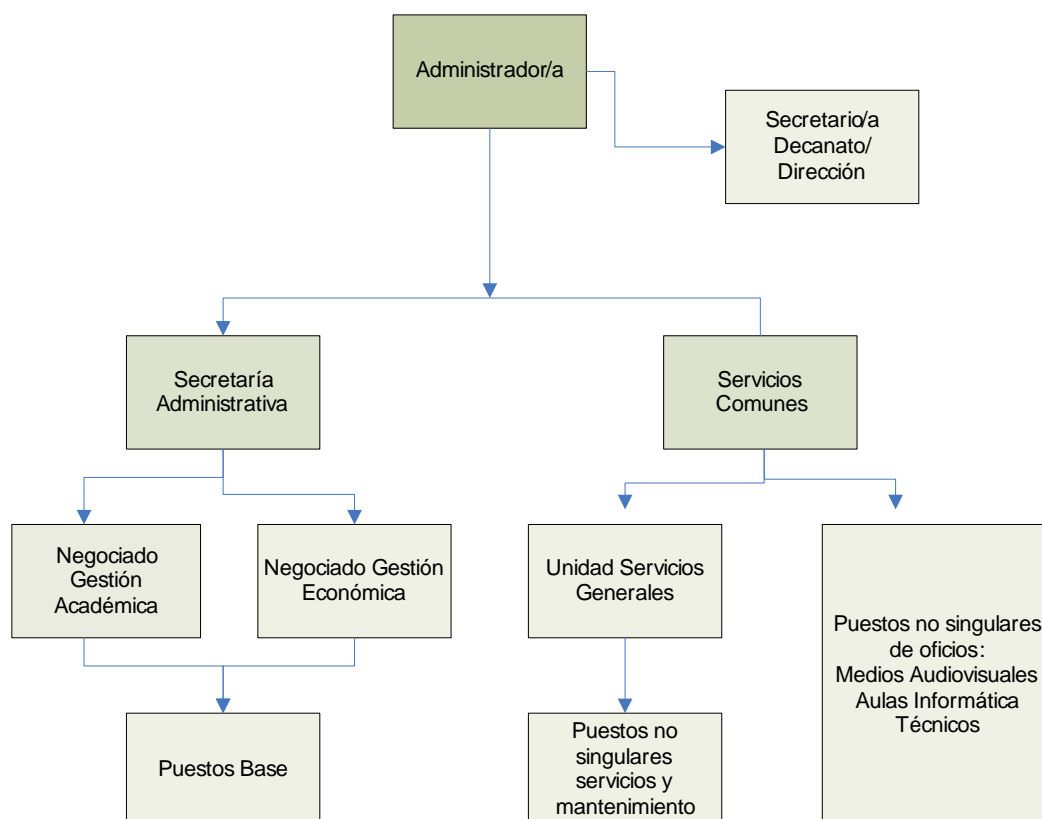 Administrador/a
Secretario/a
Decanato/
Dirección
Secretaría
Administrativa
Servicios
Comunes
Negociado
Gestión
Académica
Negociado Gestión
Económica
Unidad Servicios
Generales
Puestos no singulares
de oficios:
Medios Audiovisuales
Aulas Informática
Técnicos
Puestos Base
Puestos no
singulares
servicios y
mantenimiento